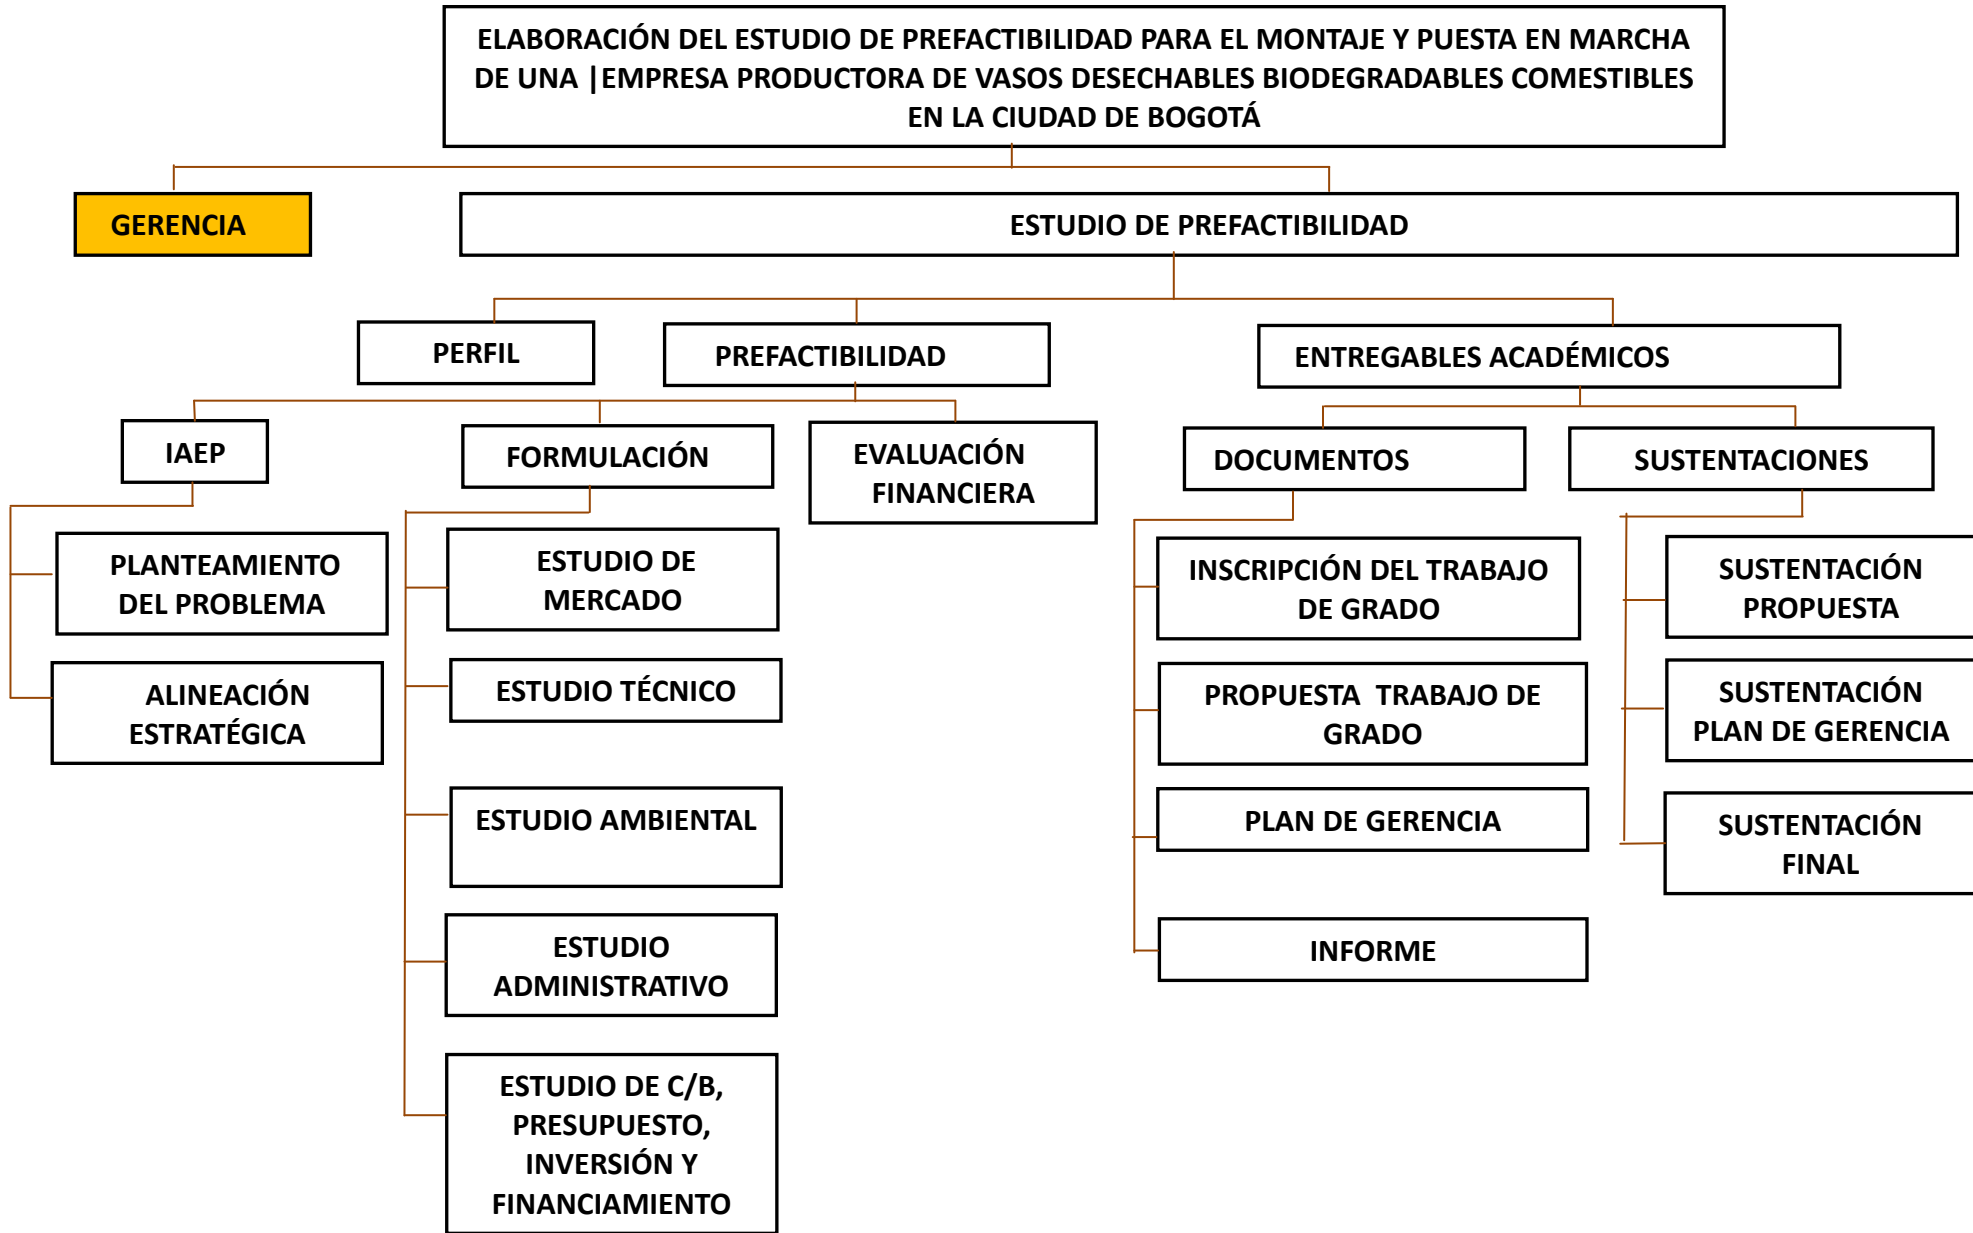 ELABORACIÓN DEL ESTUDIO DE PREFACTIBILIDAD PARA EL MONTAJE Y PUESTA EN MARCHA
DE UNA |EMPRESA PRODUCTORA DE VASOS DESECHABLES BIODEGRADABLES COMESTIBLES
EN LA CIUDAD DE BOGOTÁ
GERENCIA
ESTUDIO DE PREFACTIBILIDAD
PERFIL
PREFACTIBILIDAD
ENTREGABLES ACADÉMICOS
IAEP
FORMULACIÓN
EVALUACIÓN
FINANCIERA
DOCUMENTOS
SUSTENTACIONES
PLANTEAMIENTO
DEL PROBLEMA
ALINEACIÓN
ESTRATÉGICA
ESTUDIO DE
MERCADO
ESTUDIO TÉCNICO
ESTUDIO AMBIENTAL
ESTUDIO
ADMINISTRATIVO
ESTUDIO DE C/B,
PRESUPUESTO,
INVERSIÓN Y
FINANCIAMIENTO
INSCRIPCIÓN DEL TRABAJO
DE GRADO
PROPUESTA  TRABAJO DE
GRADO
PLAN DE GERENCIA
INFORME
SUSTENTACIÓN
PROPUESTA
SUSTENTACIÓN
PLAN DE GERENCIA
SUSTENTACIÓN
FINAL